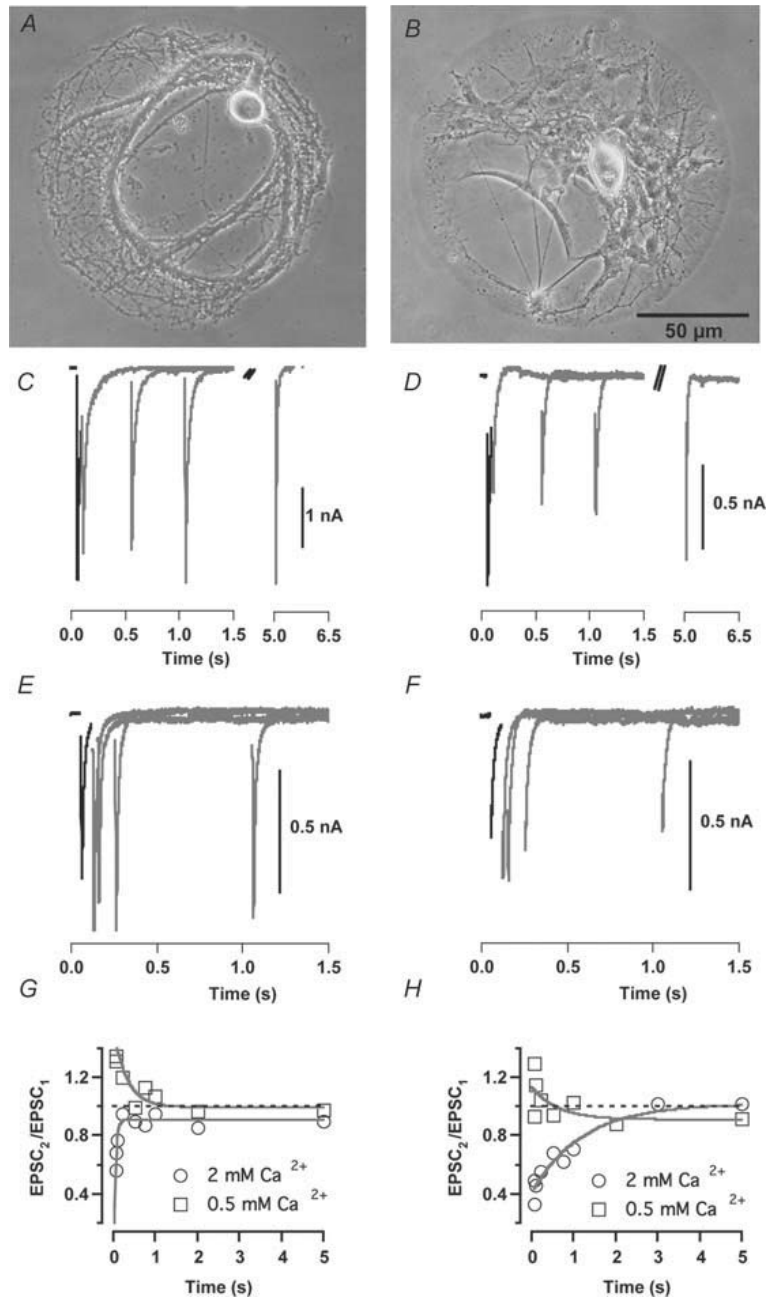 A
B
50 µm
C
D
1 nA
0.5 nA
0.0 0.5 1.0 1.5 5.0 6.5
0.0 0.5 1.0 1.5 5.0 6.5
Time (s)
Time (s)
E
F
0.5 nA
0.5 nA
0.0 0.5 1.0 1.5
0.0 0.5 1.0 1.5
Time (s)
Time (s)
G
H
EPSC2/EPSC1
1.2
0.8
0.4
2 mM Ca 2+
0.5 mM Ca 2+
0 1 2 3 4 5
Time (s)
EPSC2/EPSC1
1.2
0.8
0.4
2 mM Ca 2+
0.5 mM Ca 2+
0 1 2 3 4 5
Time (s)